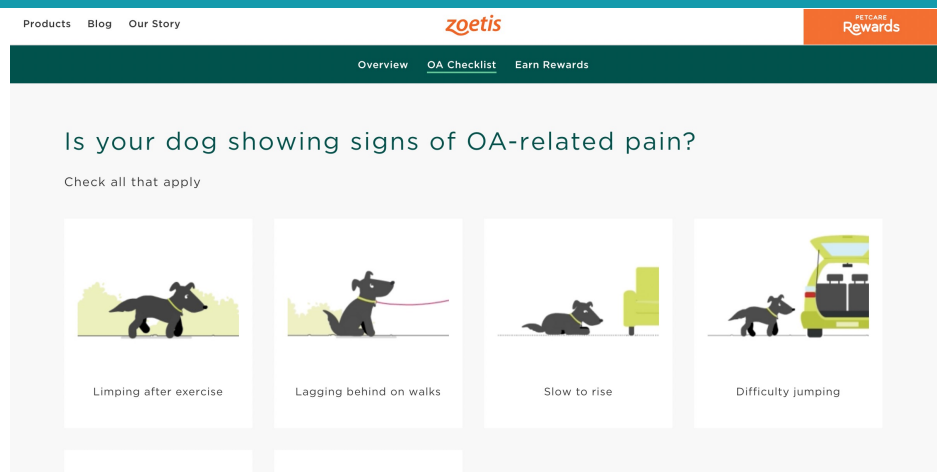 Products Blog Our Story
zoetis
PETCARE
Rewards
Overview OA Checklist Earn Rewards
Is your dog showing signs of OA-related pain?
Check all that apply
Limping after exercise
Lagging behind on walks
Slow to rise
Difficulty jumping